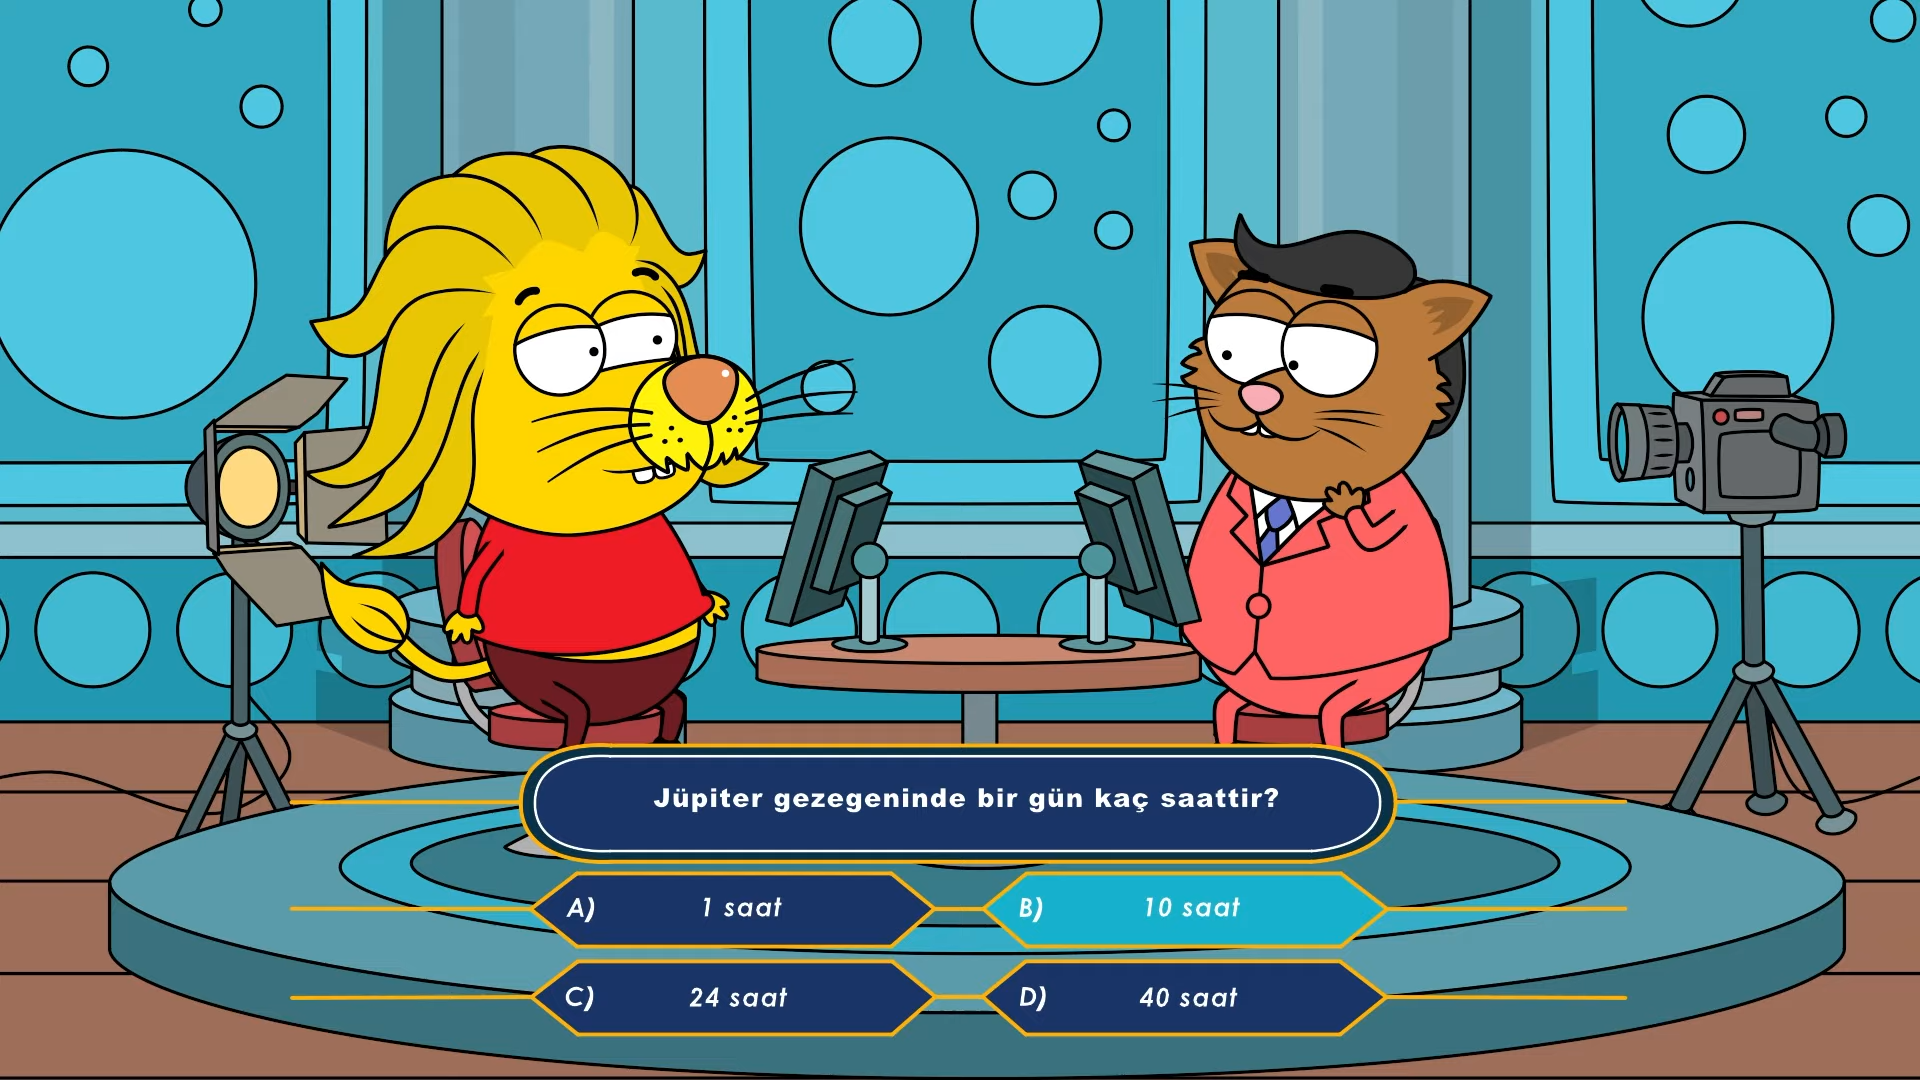 Jüpiter gezegeninde bir gün kaç saattir?
A) 1 saat
B) 10 saat
C) 24 saat
D) 40 saat